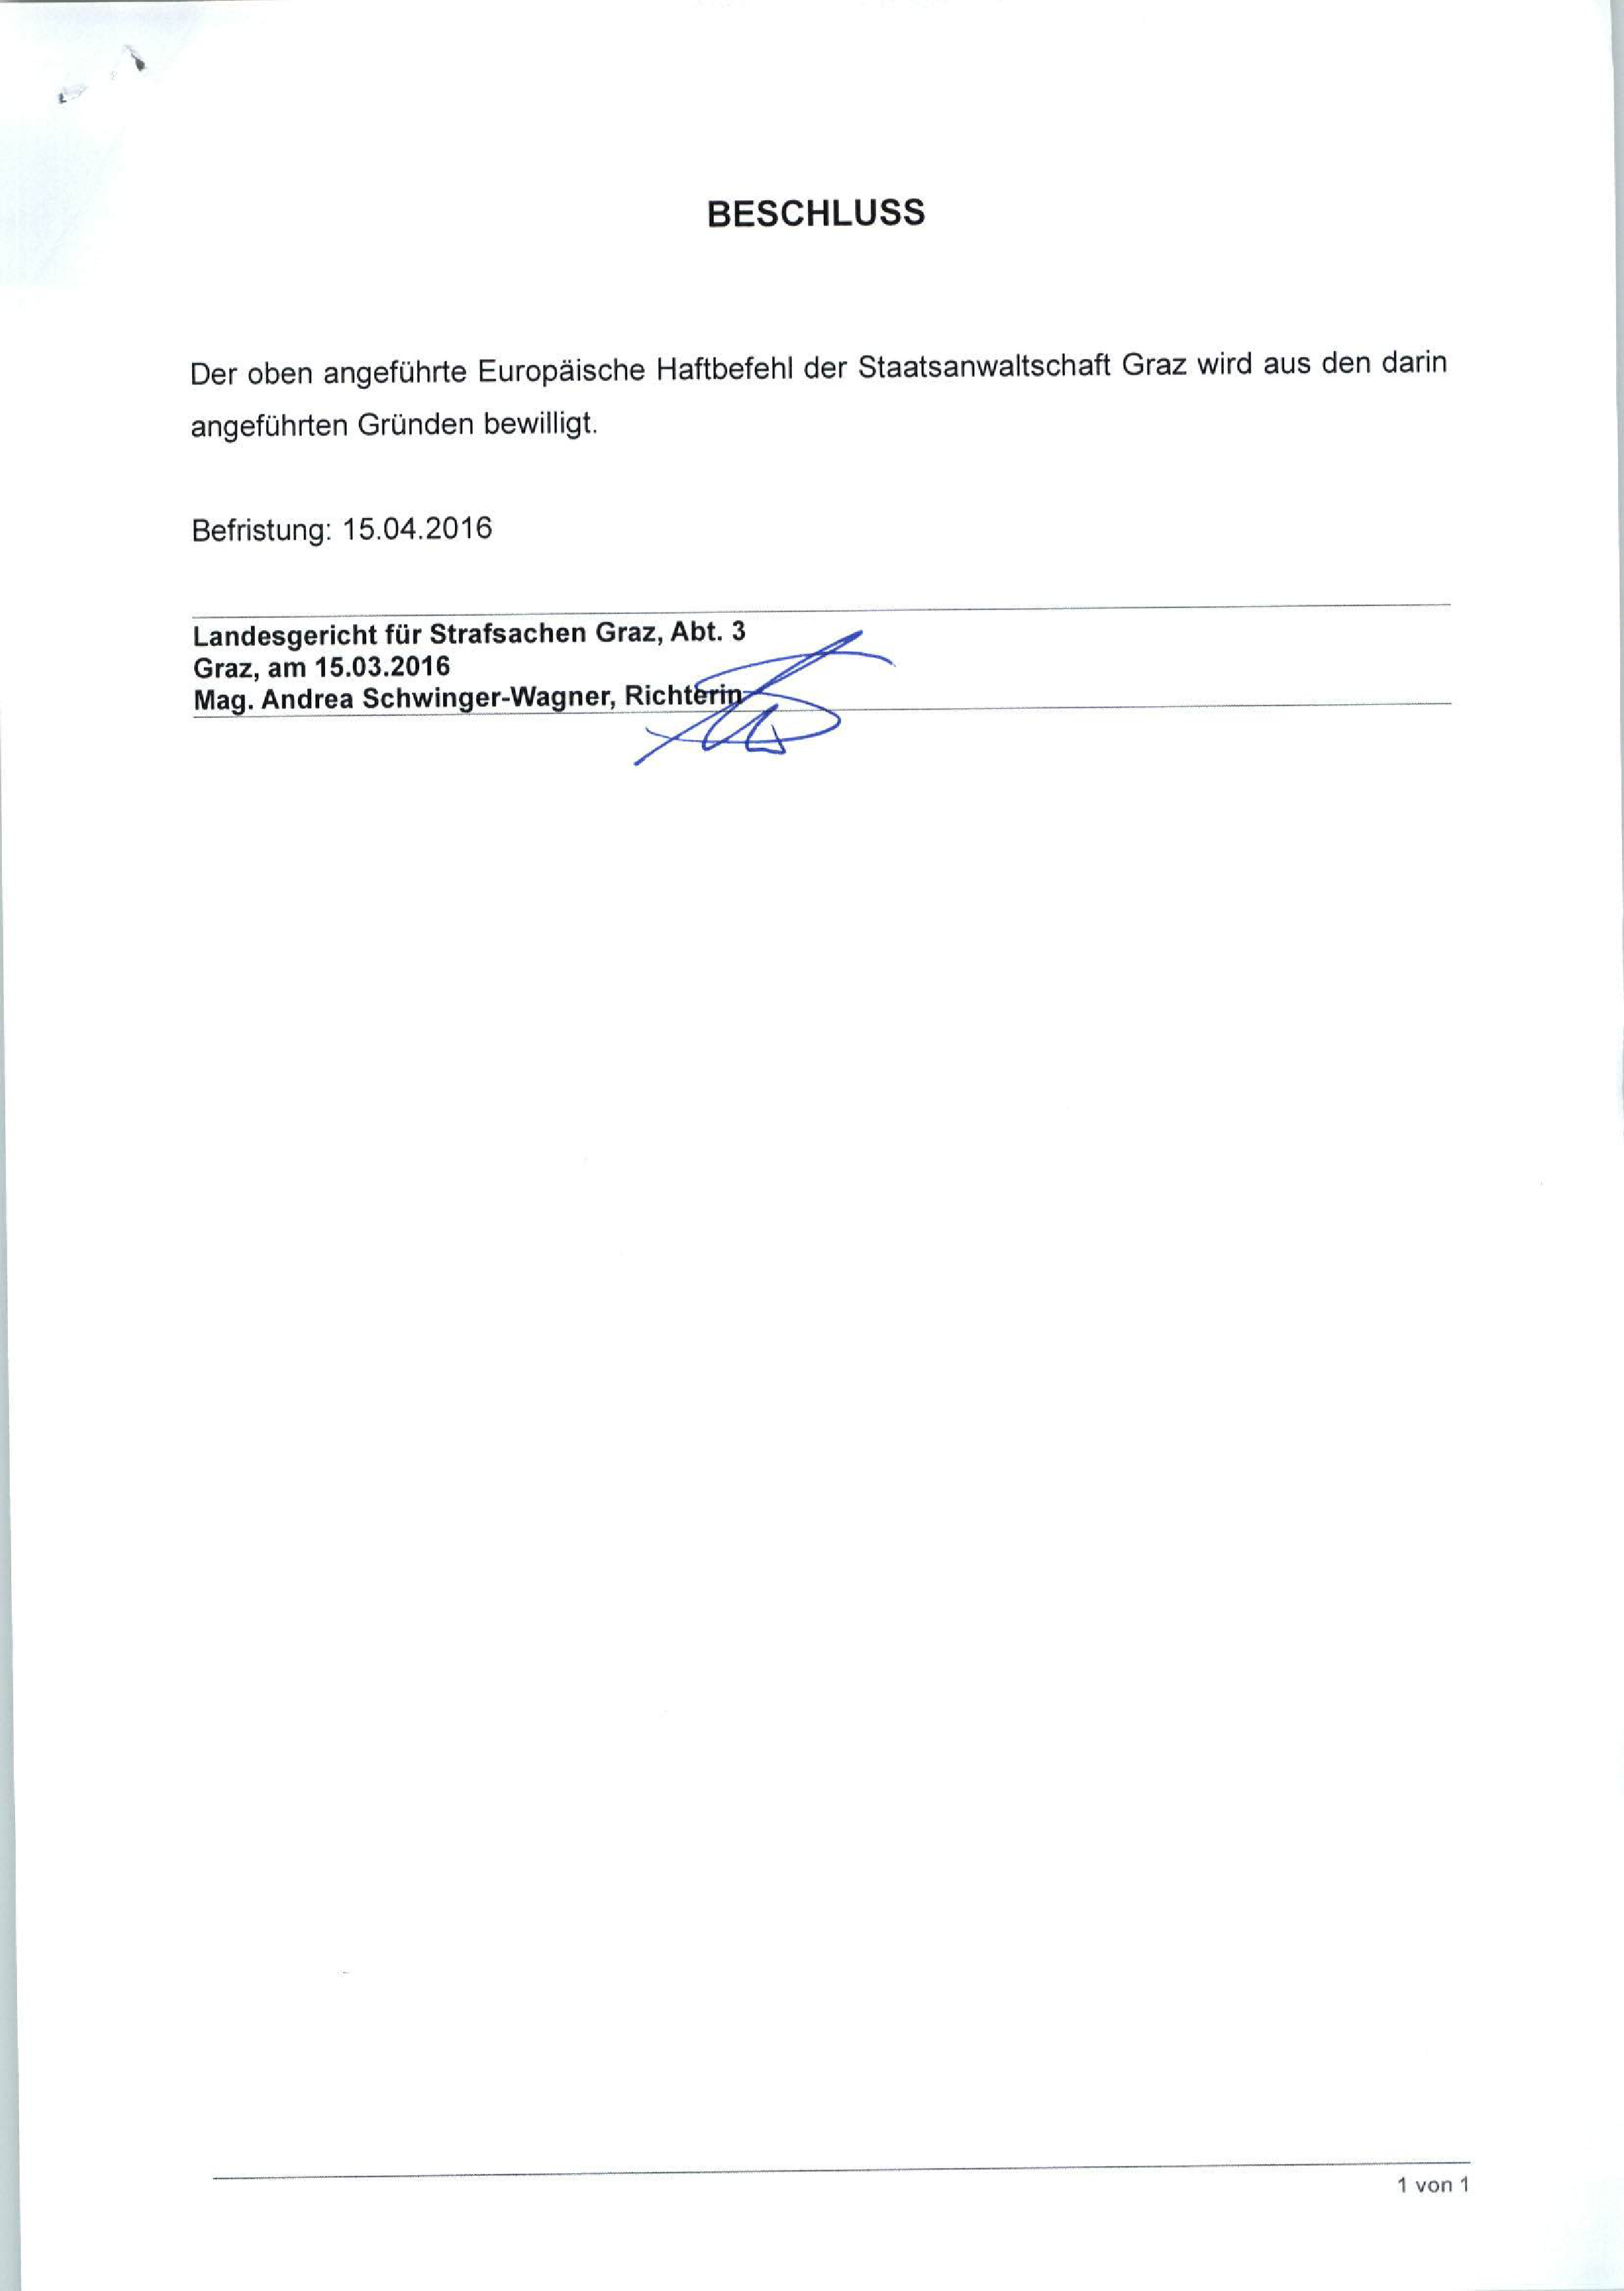 BESCHLUSS
Der oben angeführte Europäische Haftbefehl der Staatsanwaltschaft Graz wird aus den darin
angeführten Gründen bewilligt.
Befristung: 15.04.2016
Landesgericht für Strafsachen Graz, Abt. 3
Graz, am 15.03.2016
Mag. Andrea Schwinger-Wagner, Richterin
1 von 1